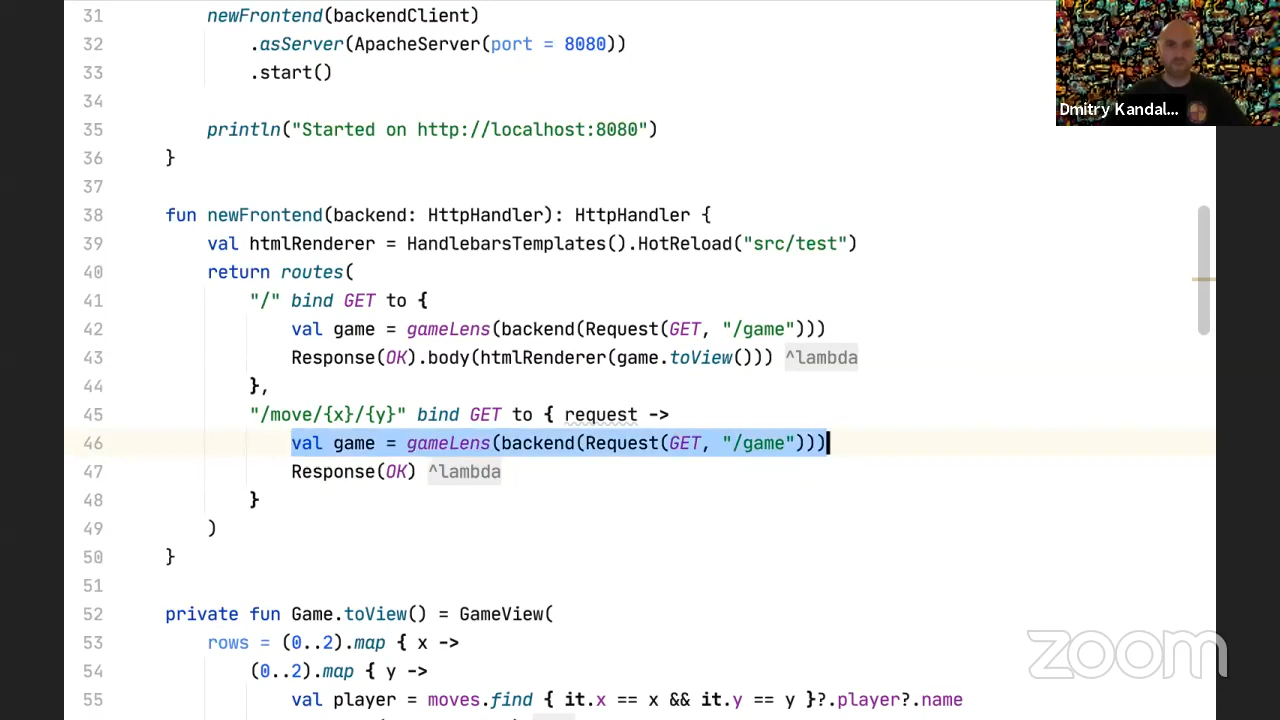 31 newFrontend(backendClient)
32 .asServer(ApacheServer(port = 8080))
33 .start()
34
35 println("Started on http://localhost:8080")
36 }
37
38 fun newFrontend(backend: HttpHandler): HttpHandler {
39 val htmlRenderer = HandlebarsTemplates().HotReload("src/test")
40 return routes(
41 "/" bind GET to {
42 val game = gameLens(backend(Request(GET, "/game")))
43 Response(OK).body(htmlRenderer(game.toView())) ^lambda
44 },
45 "/move/{x}/{y}" bind GET to { request ->
46 val game = gameLens(backend(Request(GET, "/game")))
47 Response(OK) ^lambda
48 }
49 )
50 }
51
52 private fun Game.toView() = GameView(
53 rows = (0..2).map { x ->
54 (0..2).map { y ->
55 val player = moves.find { it.x == x && it.y == y }?.player?.name
Dmitry Kandal...
zoom